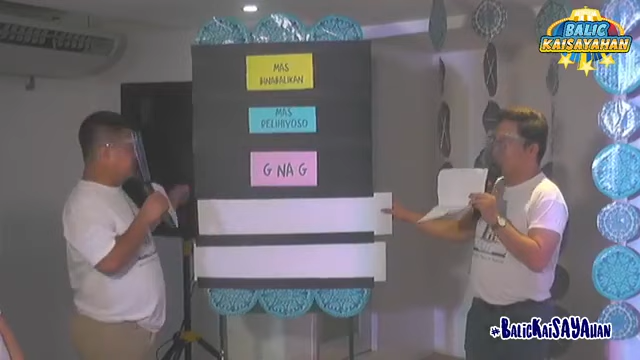 BALIC
KAISAYAHAN
MAS
BINABALIKAN
MAS
RELIHIYOSO
G NA G
#BALICKAISAYAHAN